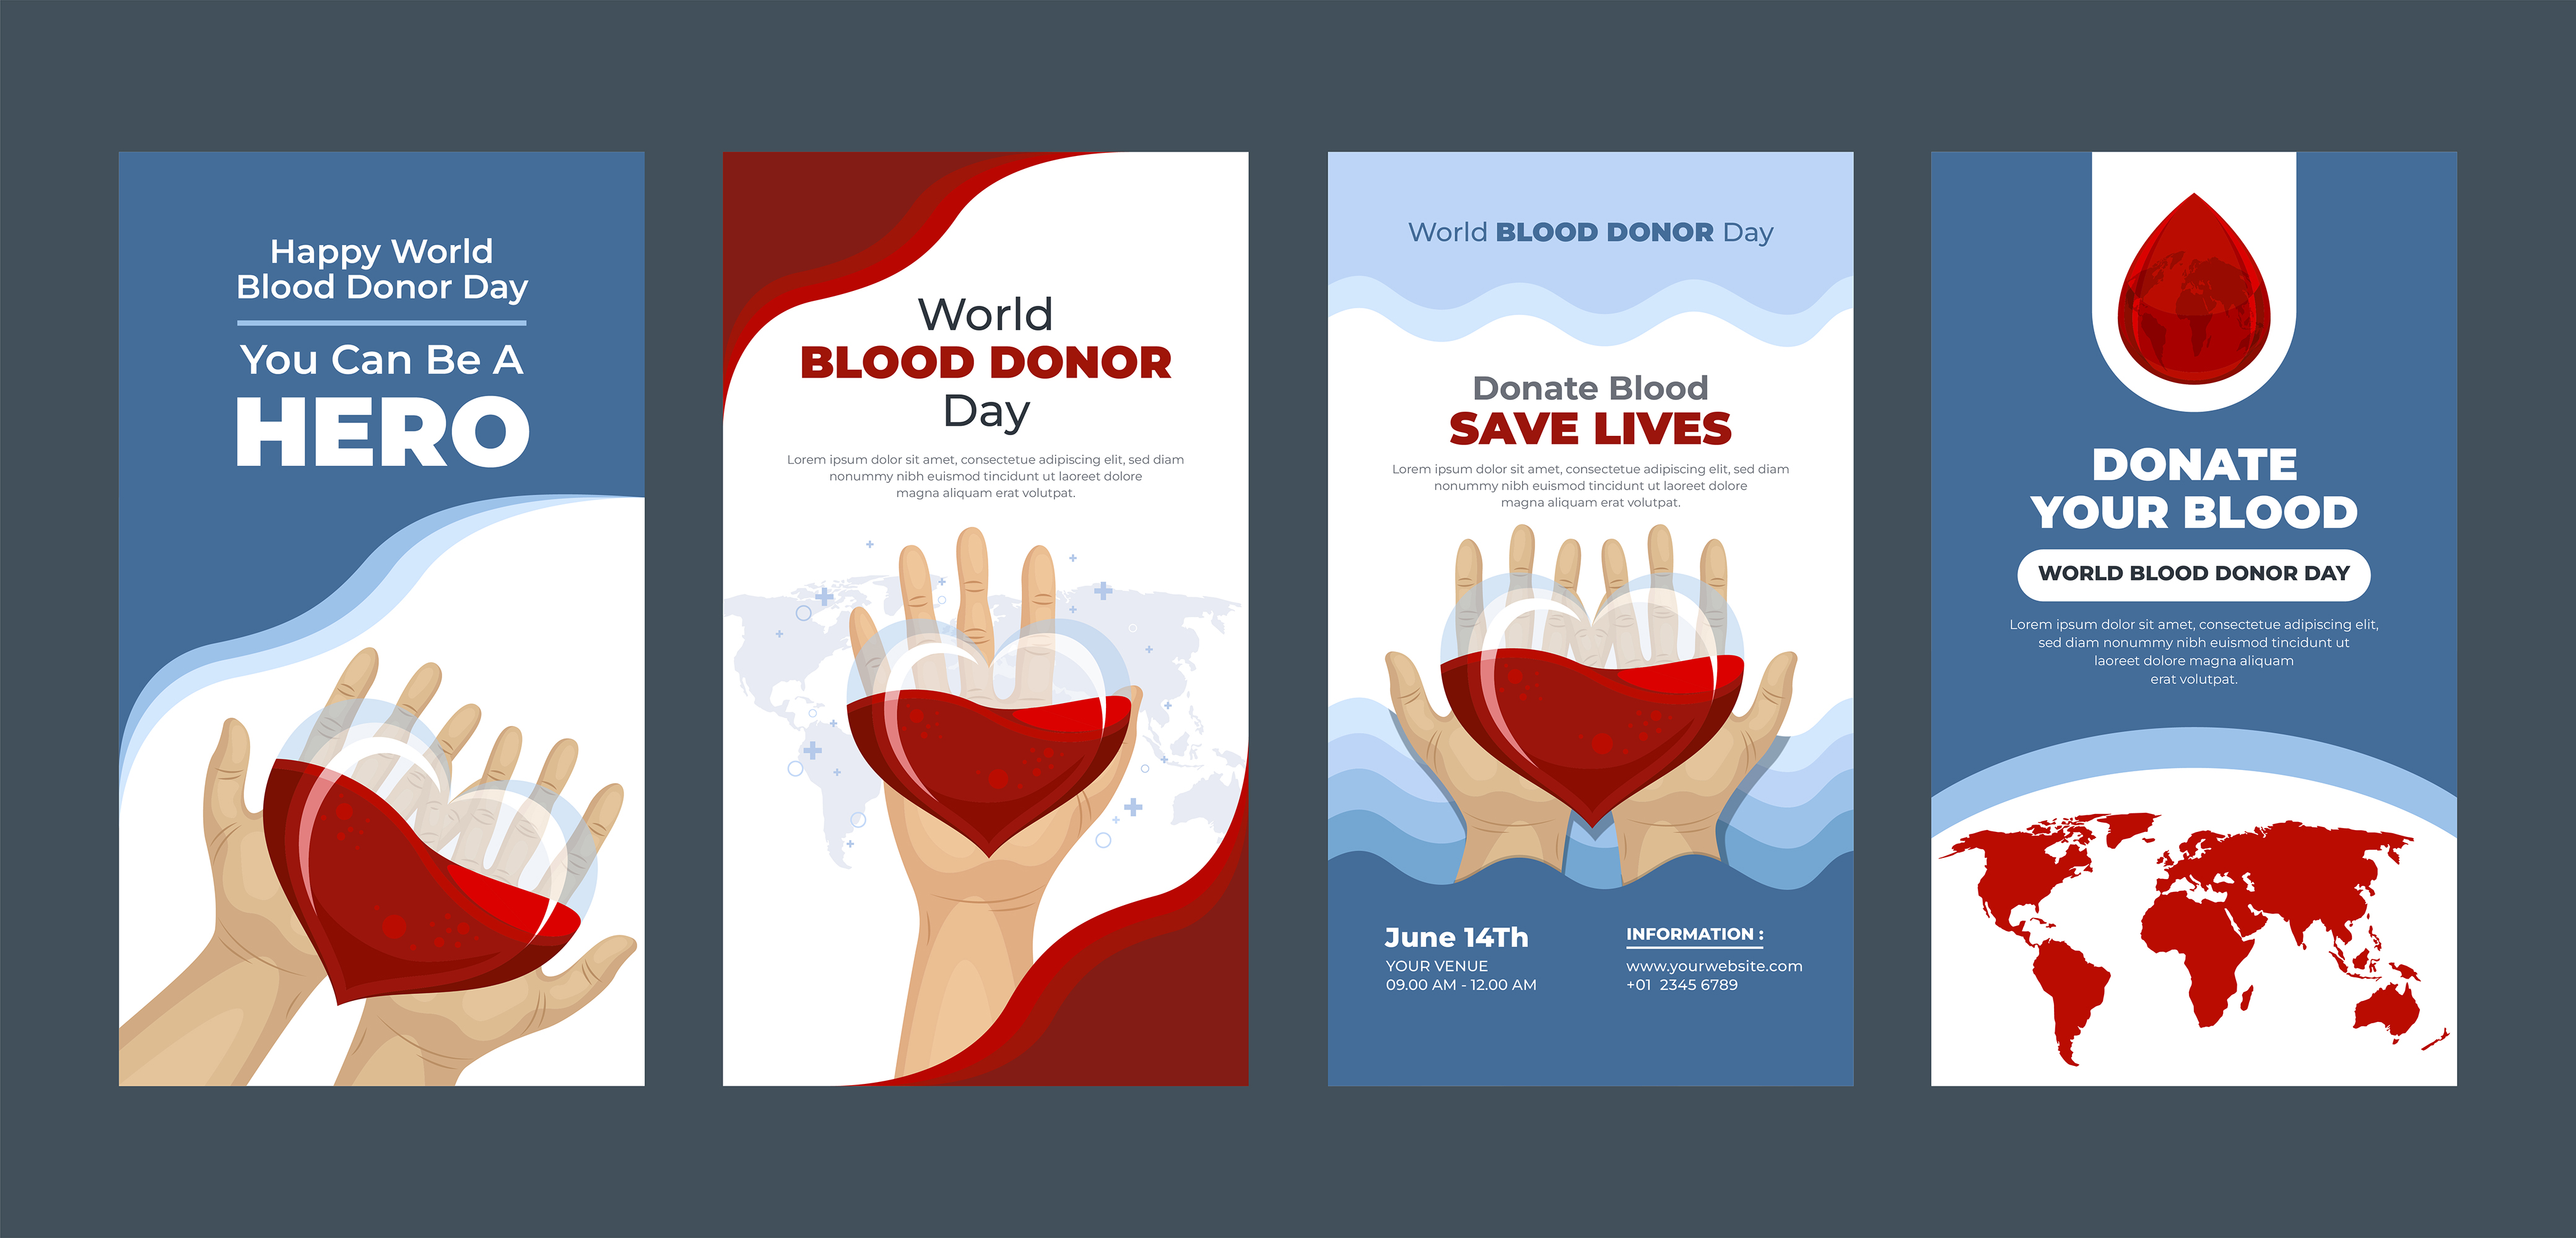 Happy World
Blood Donor Day
You Can Be A
HERO
World
BLOOD DONOR
Day
Lorem ipsum dolor sit amet, consectetue adipiscing elit, sed diam
nonummy nibh euismod tincidunt ut laoreet dolore
magna aliquam erat volutpat.
World BLOOD DONOR Day
Donate Blood
SAVE LIVES
Lorem ipsum dolor sit amet, consectetue adipiscing elit, sed diam
nonummy nibh euismod tincidunt ut laoreet dolore
magna aliquam erat volutpat.
June 14Th
YOUR VENUE
09.00 AM - 12.00 AM
INFORMATION :
www.yourwebsite.com
+01 2345 6789
DONATE
YOUR BLOOD
WORLD BLOOD DONOR DAY
Lorem ipsum dolor sit amet, consectetue adipiscing elit,
sed diam nonummy nibh euismod tincidunt ut
laoreet dolore magna aliquam
erat volutpat.